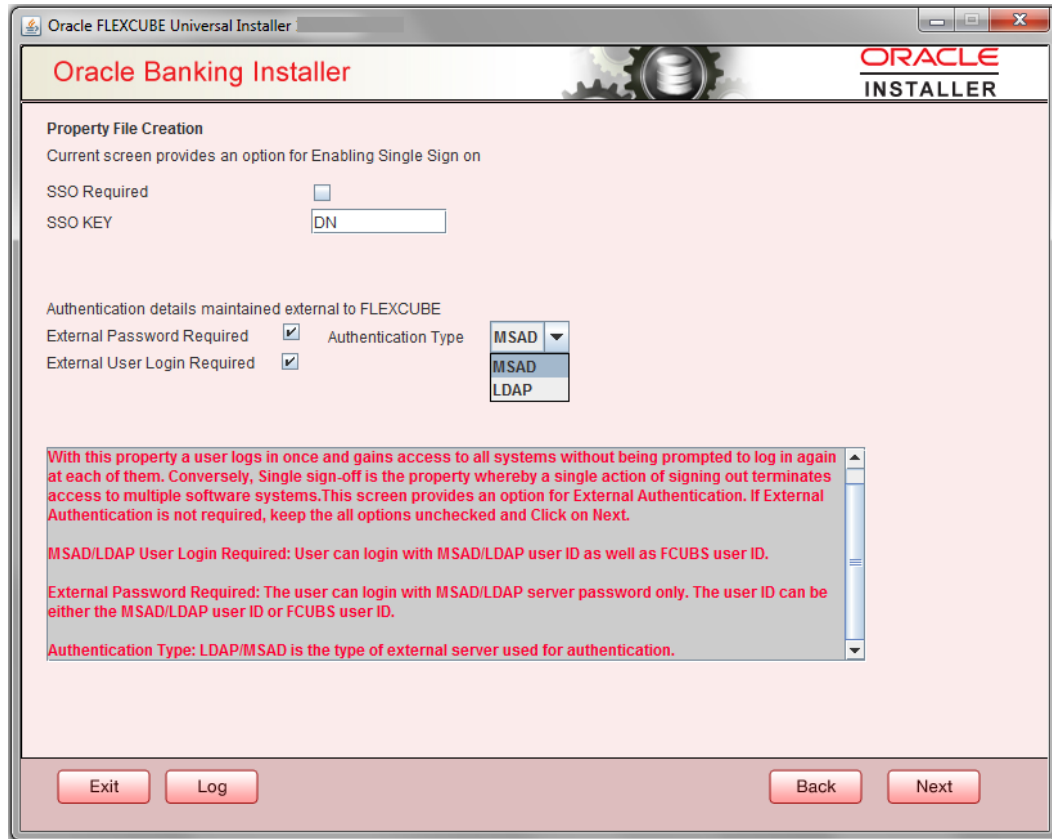 Oracle FLEXCUBE Universal Installer
Oracle Banking Installer
ORACLE
INSTALLER
Property File Creation
Current screen provides an option for Enabling Single Sign on
SSO Required
SSO KEY DN
Authentication details maintained external to FLEXCUBE
External Password Required Authentication Type MSAD
External User Login Required
MSAD
LDAP
With this property a user logs in once and gains access to all systems without being prompted to log in again
at each of them. Conversely, Single sign-off is the property whereby a single action of signing out terminates
access to multiple software systems.This screen provides an option for External Authentication. If External
Authentication is not required, keep the all options unchecked and Click on Next.
MSAD/LDAP User Login Required: User can login with MSAD/LDAP user ID as well as FCUBS user ID.
External Password Required: The user can login with MSAD/LDAP server password only. The user ID can be
either the MSAD/LDAP user ID or FCUBS user ID.
Authentication Type: LDAP/MSAD is the type of external server used for authentication.
Exit Log Back Next